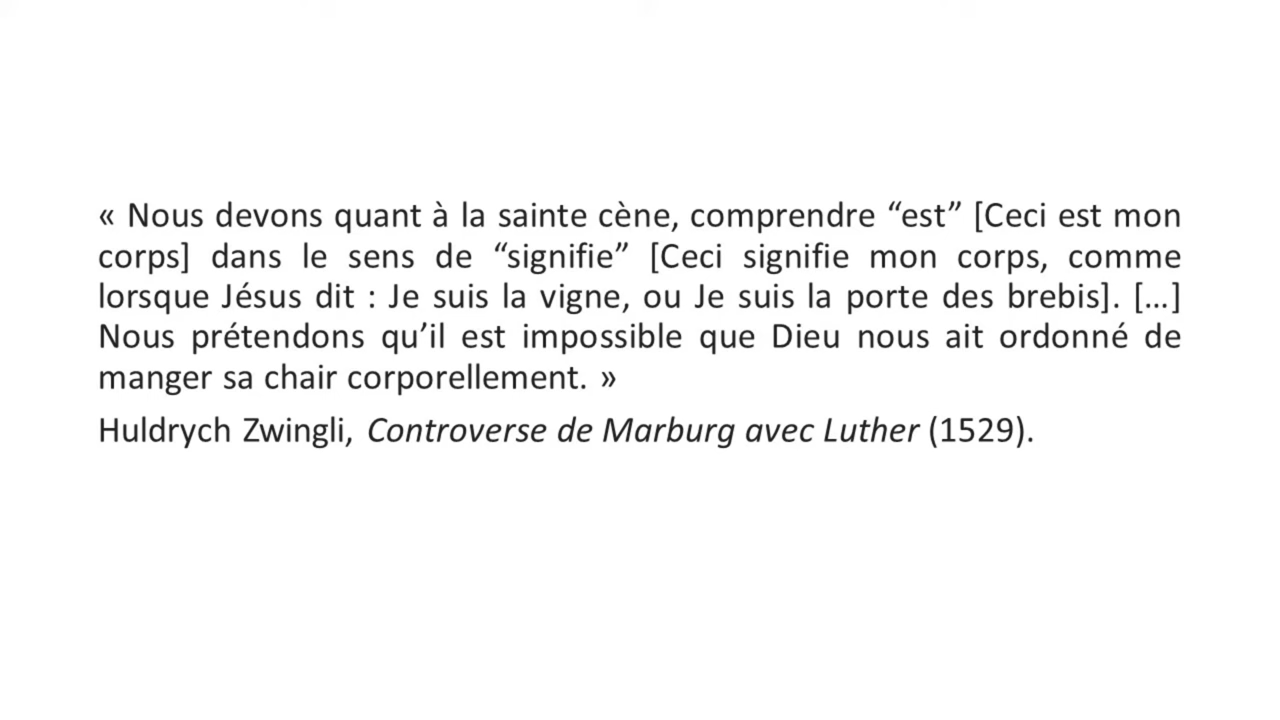 « Nous devons quant à la sainte cène, comprendre “est” [Ceci est mon
corps] dans le sens de “signifie” [Ceci signifie mon corps, comme
lorsque Jésus dit : Je suis la vigne, ou Je suis la porte des brebis]. […]
Nous prétendons qu’il est impossible que Dieu nous ait ordonné de
manger sa chair corporellement. »
Huldrych Zwingli, Controverse de Marburg avec Luther (1529).